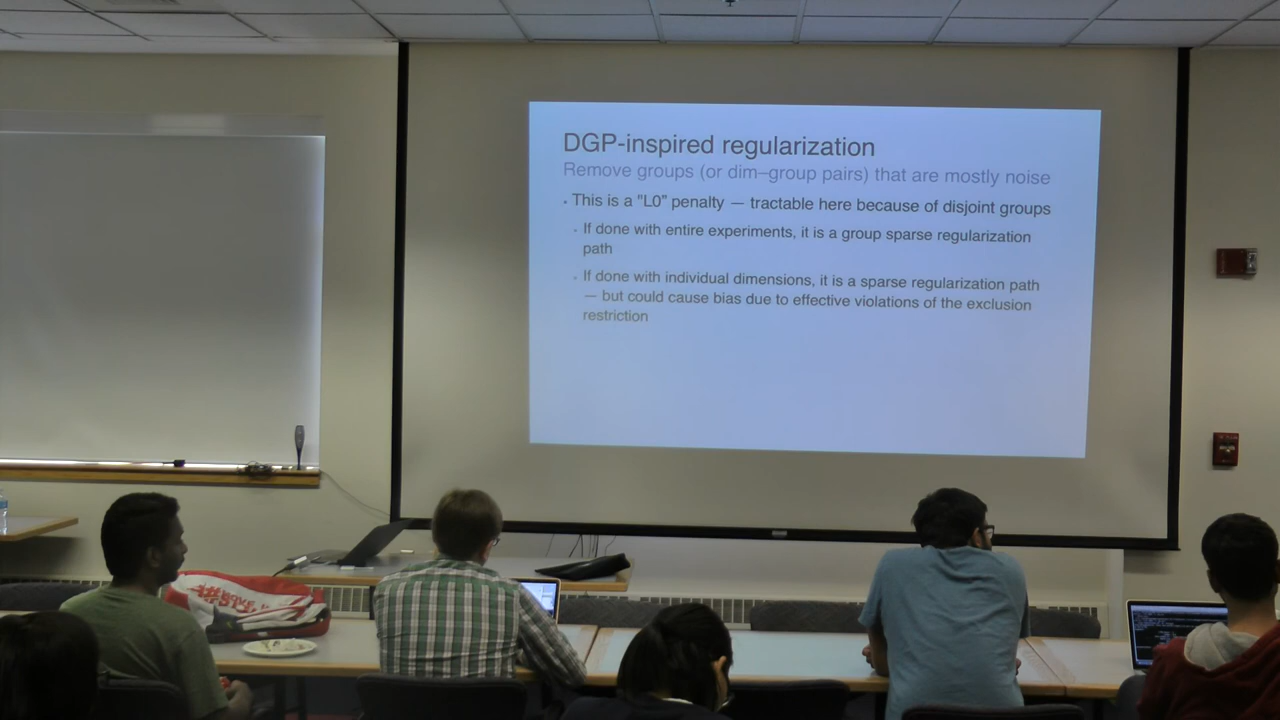 DGP-inspired regularization
Remove groups (or dim–group pairs) that are mostly noise
• This is a "L0" penalty — tractable here because of disjoint groups
• If done with entire experiments, it is a group sparse regularization
path
• If done with individual dimensions, it is a sparse regularization path
— but could cause bias due to effective violations of the exclusion
restriction